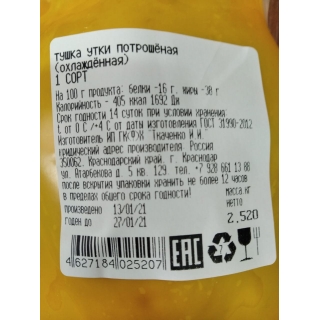 ТУШКА УТКИ ПОТРОШЁНАЯ
(ОХЛАЖДЁННАЯ)
1 СОРТ
На 100 г продукта: белки -16 г, жиры -38 г
Калорийность - 405 ккал 1692 Дж
Срок годности 14 суток при условии хранения
t от 0 С /+4 С от даты изготовления ГОСТ 31990-2012
Изготовитель ИП ГК(Ф)Х "Ткаченко И.И."
юридический адрес производителя Россия
350062, Краснодарский край, г. Краснодар
ул. Атарбекова д 5 кв. 129, тел. +7 928 661 13 88
после вскрытия упаковки хранить не более 12 часов
в пределах общего срока годности!
масса кг
нетто
произведено 13/01/21
годен до 27/01/21
2,520
4 627184 025207
EAC